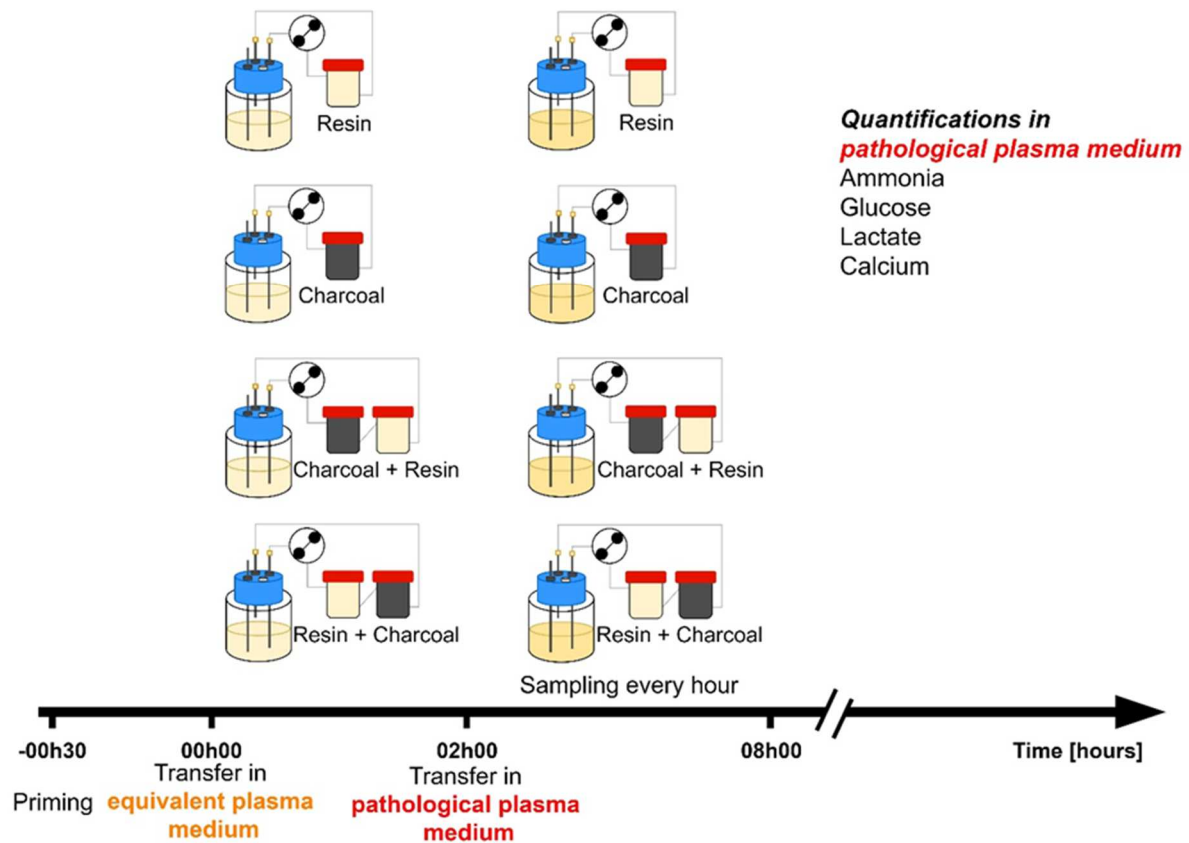 Resin
Resin
Quantifications in
pathological plasma medium
Ammonia
Glucose
Lactate
Calcium
Charcoal
Charcoal
Charcoal + Resin
Charcoal + Resin
Resin + Charcoal
Resin + Charcoal
Sampling every hour
-00h30
00h00
02h00
08h00
Time [hours]
Priming
Transfer in
equivalent plasma
medium
Transfer in
pathological plasma
medium